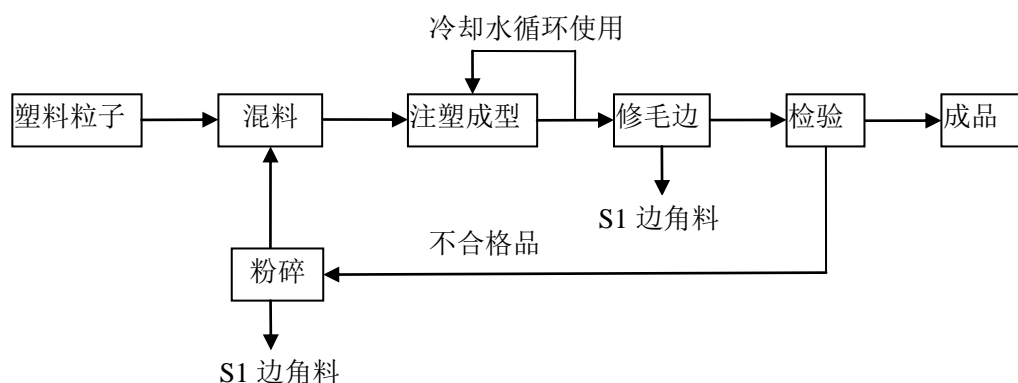 冷却水循环使用
塑料粒子
混料
注塑成型
修毛边
检验
成品
S1 边角料
不合格品
粉碎
S1 边角料